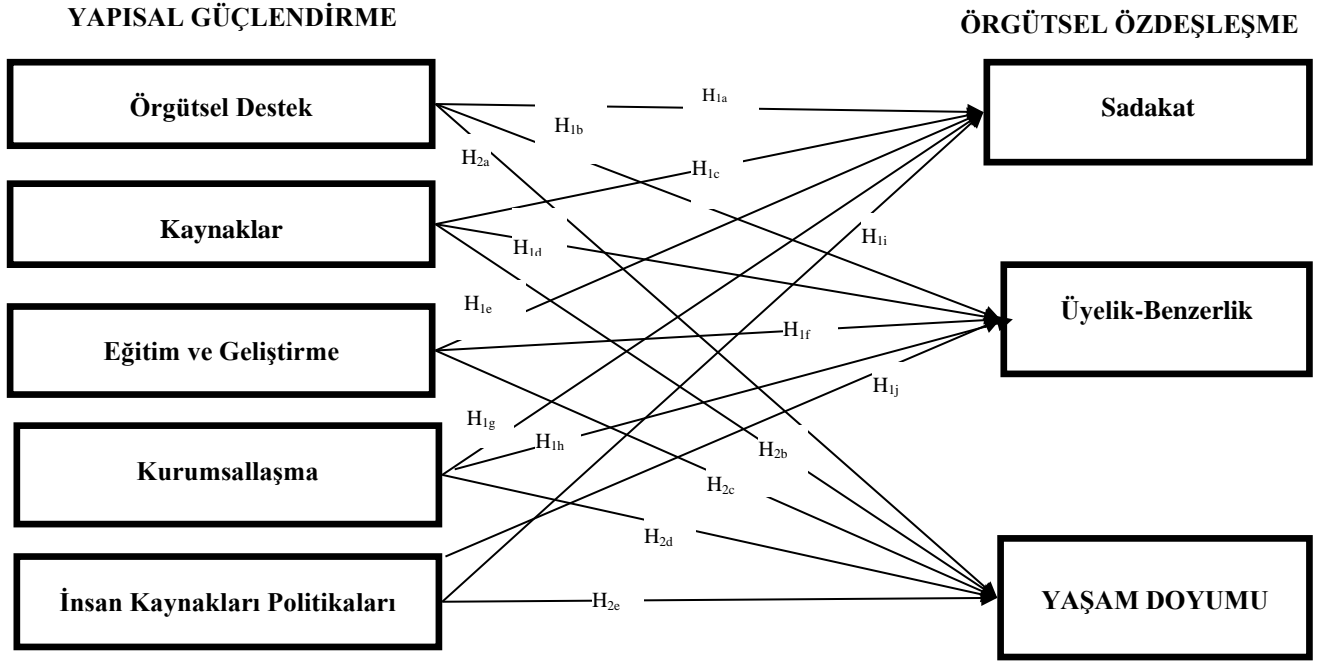 YAPISAL GÜÇLENDİRME
ÖRGÜTSEL ÖZDEŞLEŞME
Örgütsel Destek
Sadakat
H1a
H1b
H2a
H1c
Kaynaklar
H1i
H1d
H1e
Üyelik-Benzerlik
H1f
Eğitim ve Geliştirme
H1j
H1g
H1h
H2b
Kurumsallaşma
H2c
H2d
İnsan Kaynakları Politikaları
H2e
YAŞAM DOYUMU